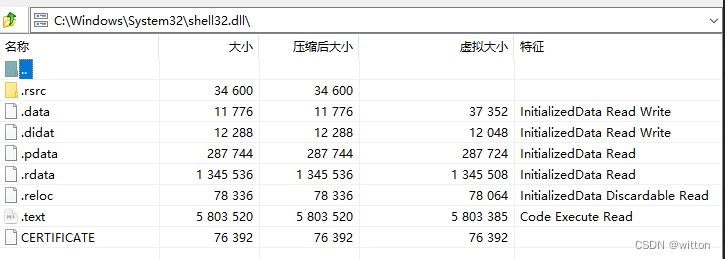 C:\Windows\System32\shell32.dll\
名称 大小 压缩后大小 虚拟大小 特征
..
.rsrc 34 600 34 600
.data 11 776 11 776 37 352 InitializedData Read Write
.didat 12 288 12 288 12 048 InitializedData Read Write
.pdata 287 744 287 744 287 724 InitializedData Read
.rdata 1 345 536 1 345 536 1 345 508 InitializedData Read
.reloc 78 336 78 336 78 064 InitializedData Discardable Read
.text 5 803 520 5 803 520 5 803 385 Code Execute Read
CERTIFICATE 76 392 76 392 76 392
CSDN @witton